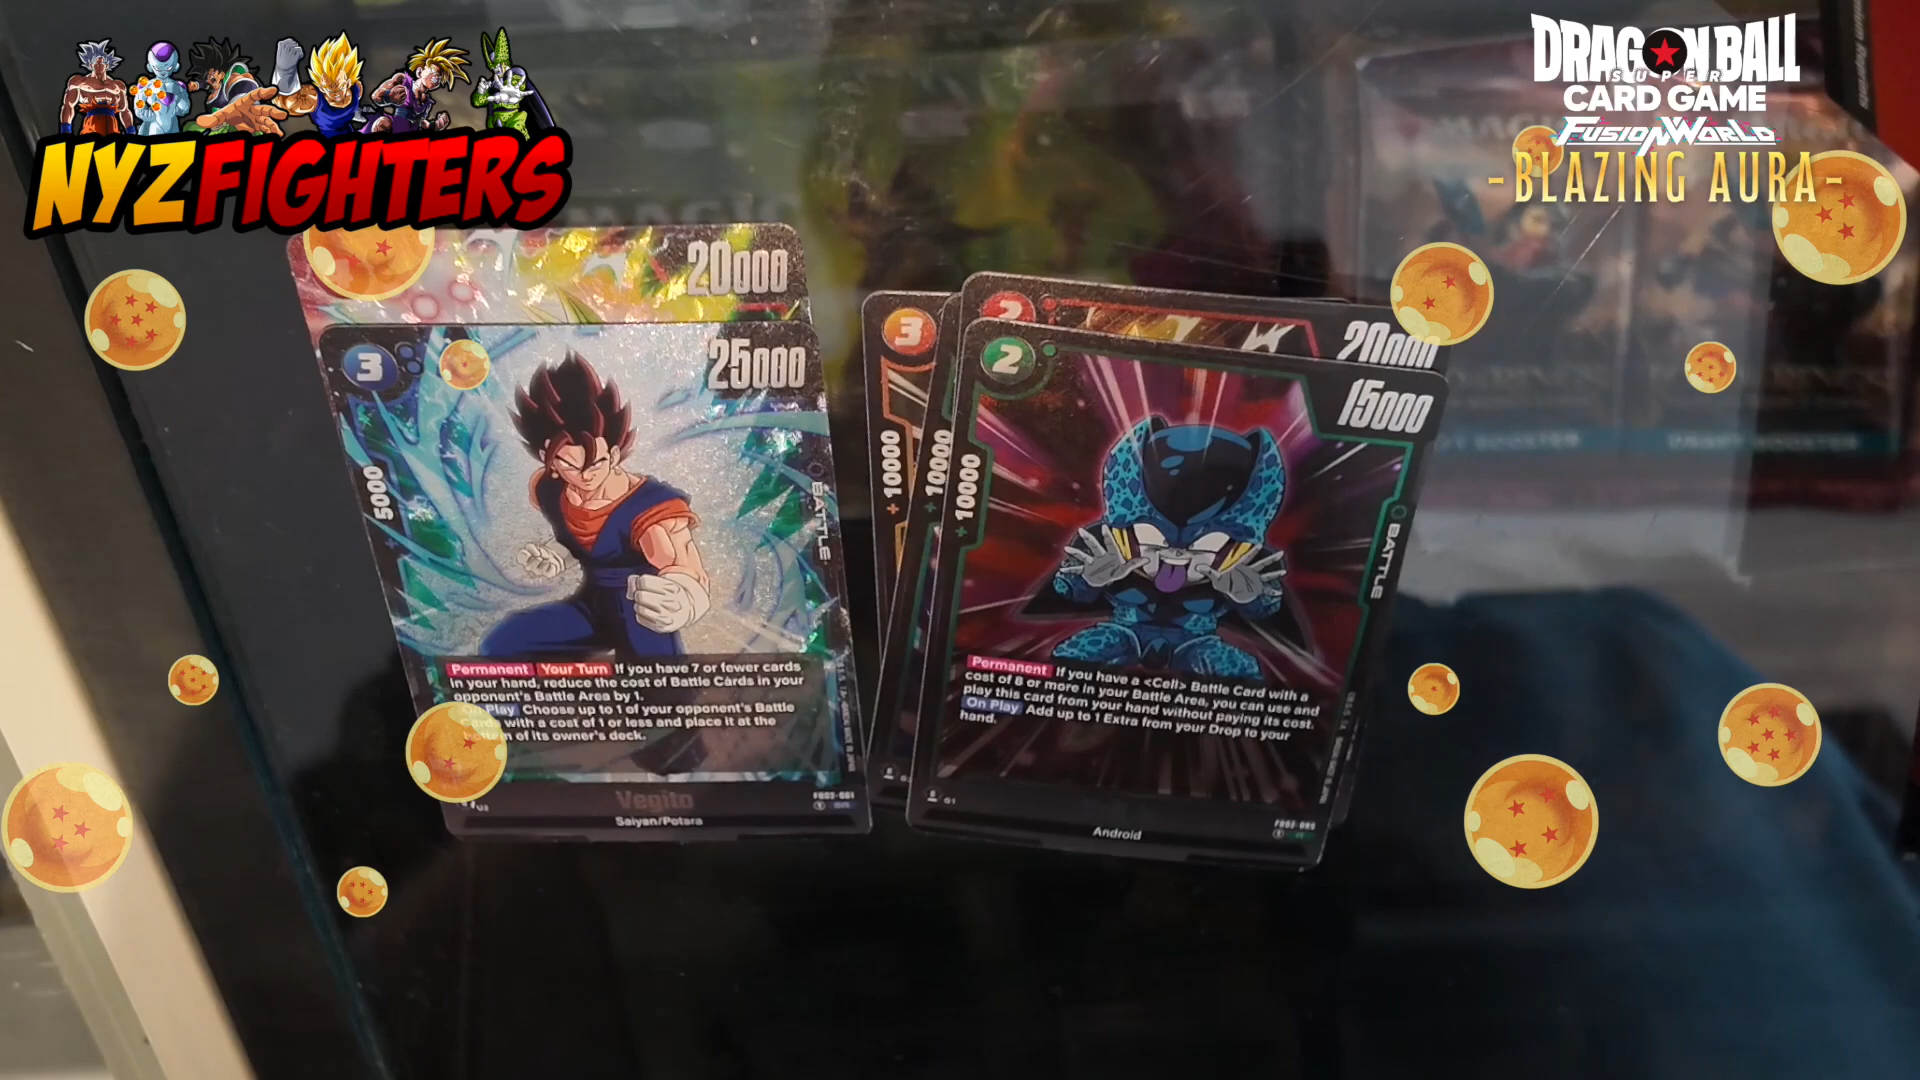 NYZFIGHTERS
DRAGON BALL
SUPER
CARD GAME
FUSION WORLD
-BLAZING AURA-
20000
3
25000
5000
BATTLE
Permanent Your Turn If you have 7 or fewer cards
in your hand, reduce the cost of Battle Cards in your
opponent's Battle Area by 1.
On Play Choose up to 1 of your opponent's Battle
Cards with a cost of 1 or less and place it at the
of its owner's deck.
Vegito
Saiyan/Potara
3
+10000
+10000
2
20000
2
15000
+10000
BATTLE
Permanent If you have a <Cell> Battle Card with a
cost of 8 or more in your Battle Area, you can use and
play this card from your hand without paying its cost.
On Play Add up to 1 Extra from your Drop to your
hand.
Android